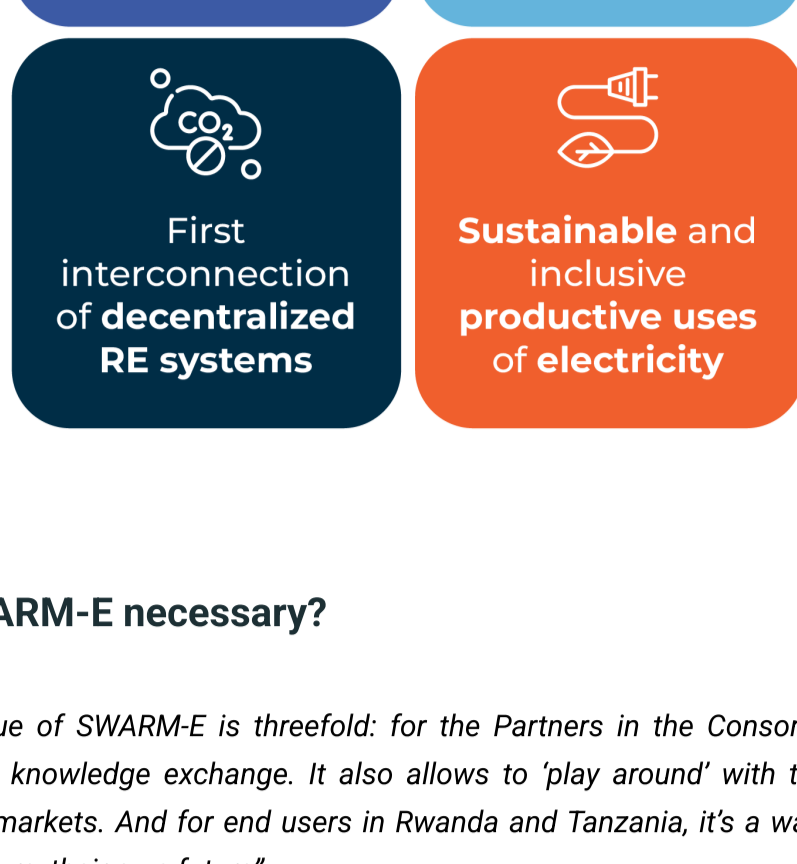 CO2
First
interconnection
of decentralized
RE systems
Sustainable and
inclusive
productive uses
of electricity
ARM-E necessary?
ue of SWARM-E is threefold: for the Partners in the Consor
knowledge exchange. It also allows to ‘play around’ with t
markets. And for end users in Rwanda and Tanzania, it’s a wa